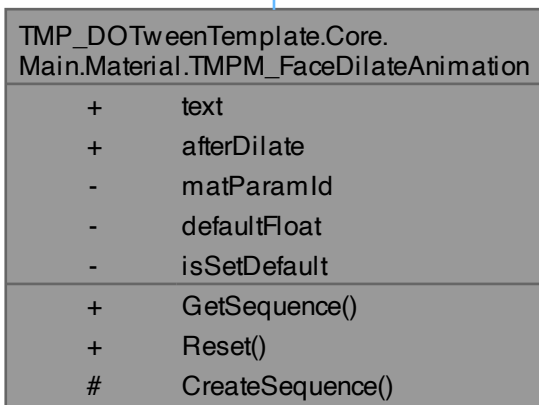 TMP_DOTweenTemplate.Core.
Main.Material.TMPM_FaceDilateAnimation
+ text
+ afterDilate
- matParamId
- defaultFloat
- isSetDefault
+ GetSequence()
+ Reset()
# CreateSequence()